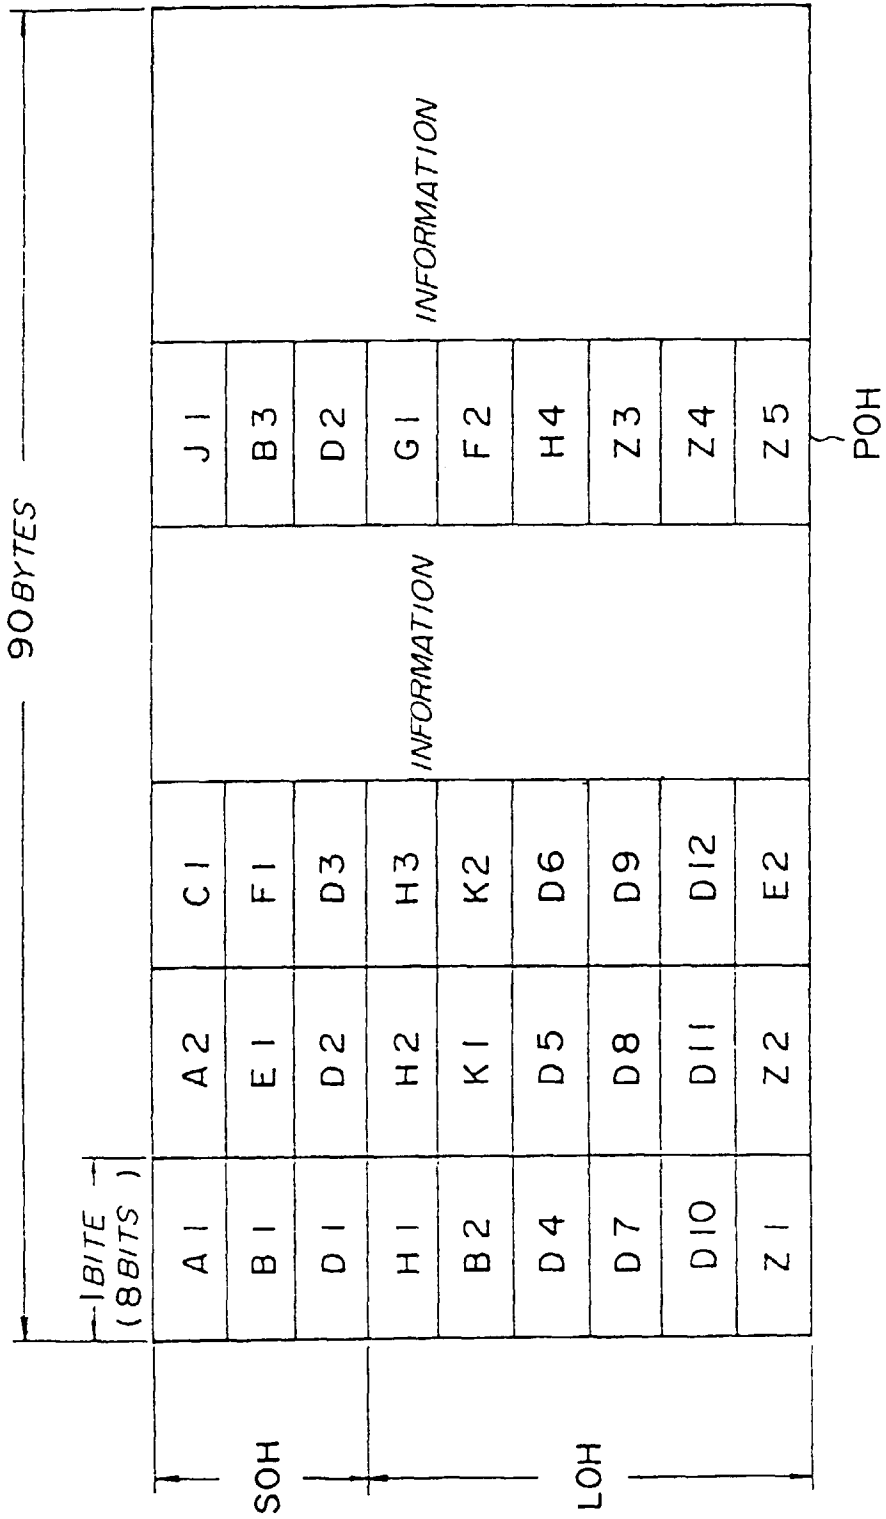 90 BYTES
1 BITE
(8 BITS)
SOH
A1 A2 C1 J1
B1 E1 F1 B3
D1 D2 D3 D2
LOH
H1 H2 H3 INFORMATION G1 INFORMATION
B2 K1 K2 F2
D4 D5 D6 H4
D7 D8 D9 Z3
D10 D11 D12 Z4
Z1 Z2 E2 Z5
POH